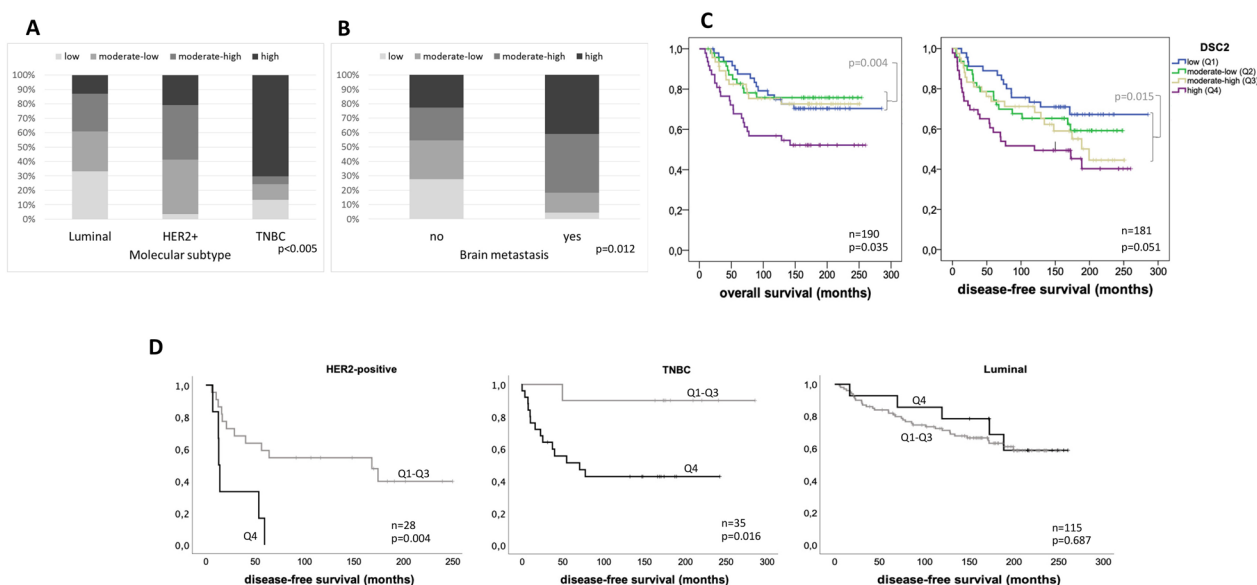 A
low moderate-low moderate-high high
100%
90%
80%
70%
60%
50%
40%
30%
20%
10%
0%
Luminal HER2+ TNBC
Molecular subtype
p<0.005
B
low moderate-low moderate-high high
100%
90%
80%
70%
60%
50%
40%
30%
20%
10%
0%
no yes
Brain metastasis
p=0.012
C
1,0
0,8
0,6
0,4
0,2
0,0
p=0.004
n=190
p=0.035
0 50 100 150 200 250 300
overall survival (months)
1,0
0,8
0,6
0,4
0,2
0,0
p=0.015
n=181
p=0.051
0 50 100 150 200 250 300
disease-free survival (months)
DSC2
low (Q1)
moderate-low (Q2)
moderate-high (Q3)
high (Q4)
D
HER2-positive
1,0
0,8
0,6
0,4
0,2
0,0
Q1-Q3
Q4
n=28
p=0.004
0 50 100 150 200 250
disease-free survival (months)
TNBC
1,0
0,8
0,6
0,4
0,2
0,0
Q1-Q3
Q4
n=35
p=0.016
0 50 100 150 200 250 300
disease-free survival (months)
Luminal
1,0
0,8
0,6
0,4
0,2
0,0
Q4
Q1-Q3
n=115
p=0.687
0 50 100 150 200 250 300
disease-free survival (months)